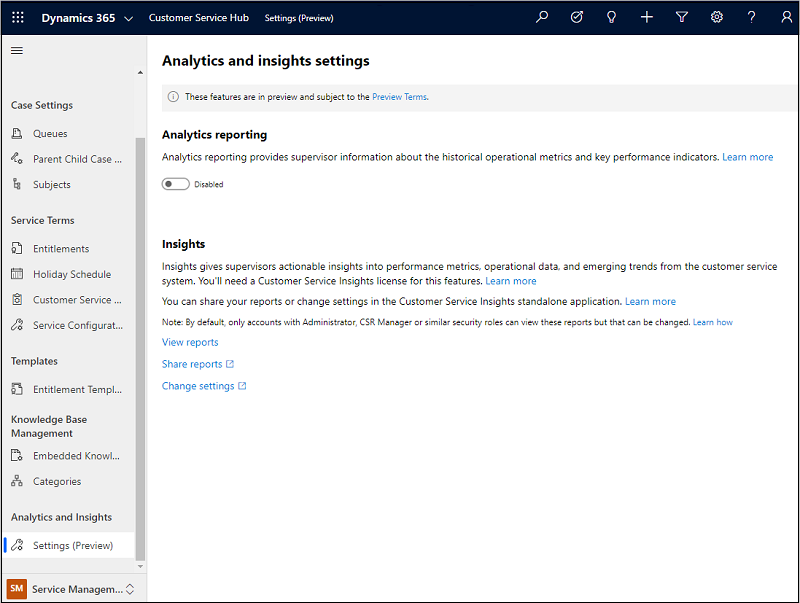 Dynamics 365 Customer Service Hub Settings (Preview)
Case Settings
Queues
Parent Child Case ...
Subjects
Service Terms
Entitlements
Holiday Schedule
Customer Service ...
Service Configurat...
Templates
Entitlement Templ...
Knowledge Base
Management
Embedded Knowl...
Categories
Analytics and Insights
Settings (Preview)
SM Service Managem...
Analytics and insights settings
These features are in preview and subject to the Preview Terms.
Analytics reporting
Analytics reporting provides supervisor information about the historical operational metrics and key performance indicators. Learn more
Disabled
Insights
Insights gives supervisors actionable insights into performance metrics, operational data, and emerging trends from the customer service
system. You'll need a Customer Service Insights license for this features. Learn more
You can share your reports or change settings in the Customer Service Insights standalone application. Learn more
Note: By default, only accounts with Administrator, CSR Manager or similar security roles can view these reports but that can be changed. Learn how
View reports
Share reports
Change settings